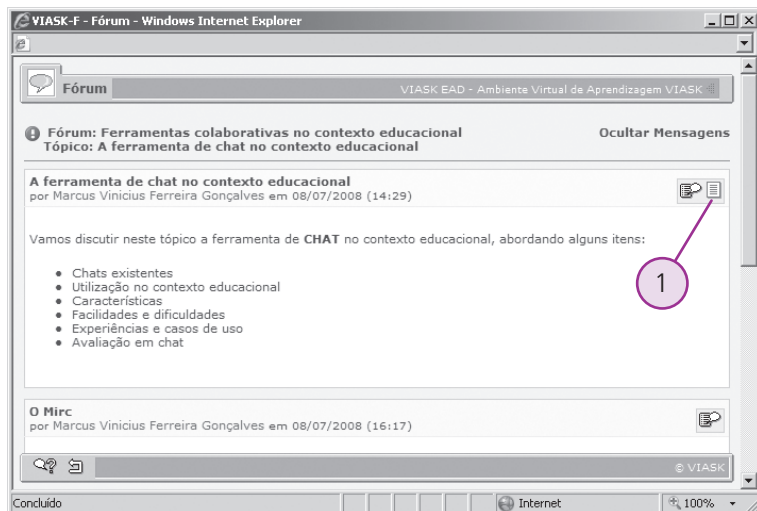 VIASK-F - Fórum - Windows Internet Explorer
Fórum
VIASK EAD - Ambiente Virtual de Aprendizagem VIASK
Fórum: Ferramentas colaborativas no contexto educacional
Ocultar Mensagens
Tópico: A ferramenta de chat no contexto educacional
A ferramenta de chat no contexto educacional
por Marcus Vinicius Ferreira Gonçalves em 08/07/2008 (14:29)
Vamos discutir neste tópico a ferramenta de CHAT no contexto educacional, abordando alguns itens:
• Chats existentes
• Utilização no contexto educacional
• Características
• Facilidades e dificuldades
• Experiências e casos de uso
• Avaliação em chat
1
O Mirc
por Marcus Vinicius Ferreira Gonçalves em 08/07/2008 (16:17)
© VIASK
Concluído
Internet
100%